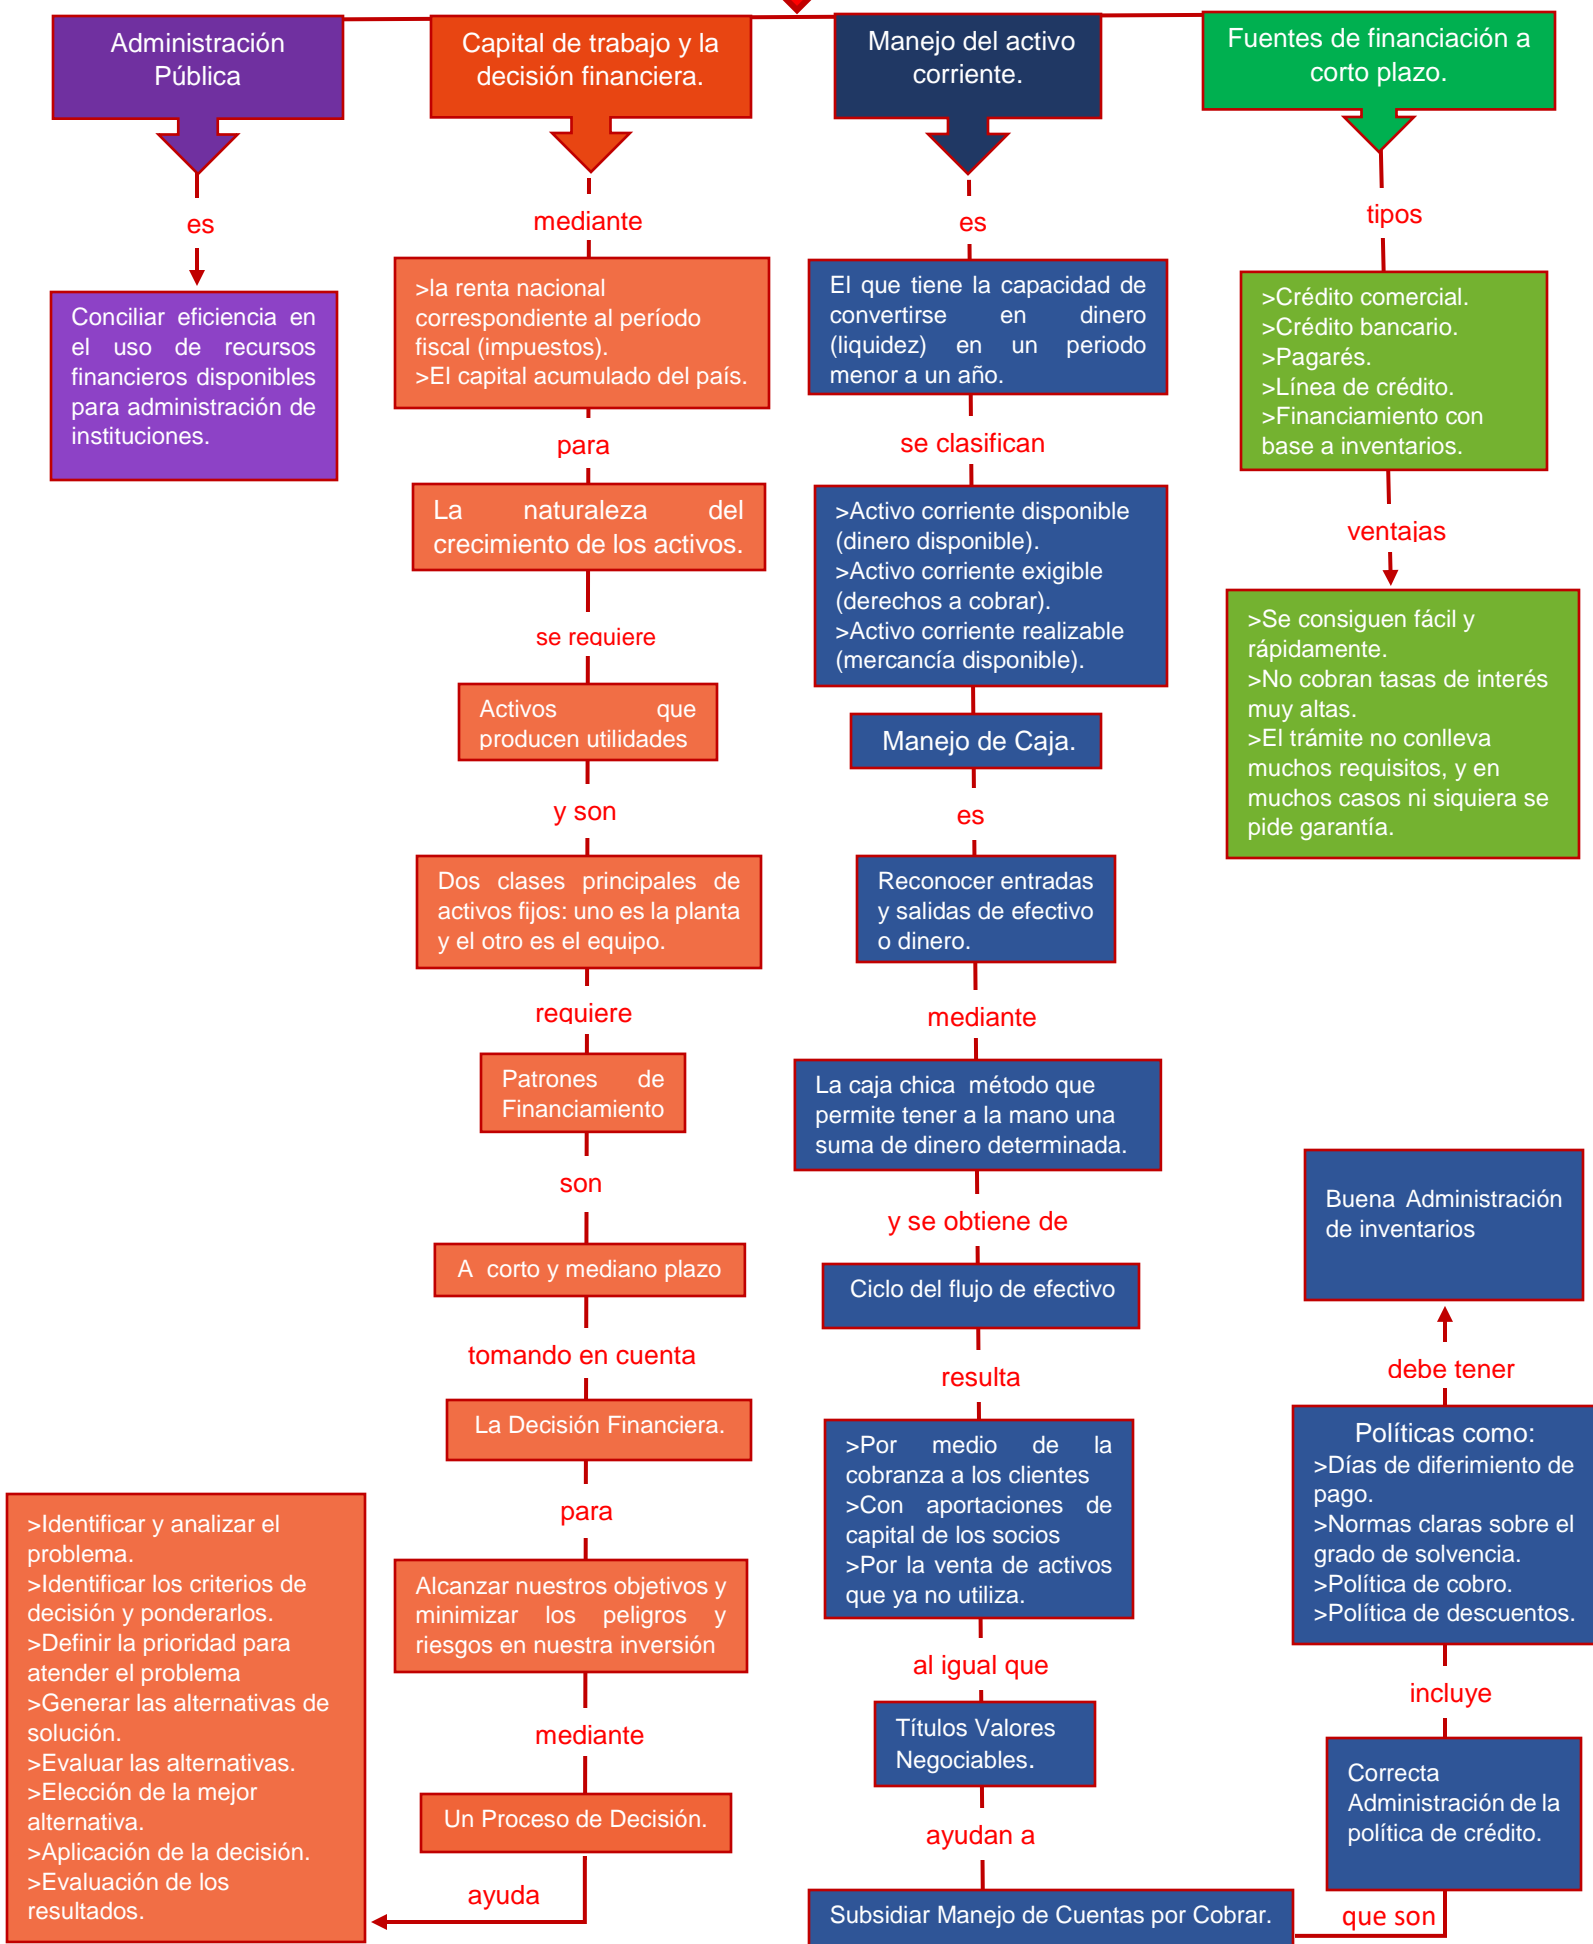 Administración
Pública
es
Conciliar eficiencia en
el uso de recursos
financieros disponibles
para administración de
instituciones.
Capital de trabajo y la
decisión financiera.
mediante
>la renta nacional
correspondiente al período
fiscal (impuestos).
>El capital acumulado del país.
para
La naturaleza del
crecimiento de los activos.
se requiere
Activos que
producen utilidades
y son
Dos clases principales de
activos fijos: uno es la planta
y el otro es el equipo.
requiere
Patrones de
Financiamiento
son
A corto y mediano plazo
tomando en cuenta
La Decisión Financiera.
para
Alcanzar nuestros objetivos y
minimizar los peligros y
riesgos en nuestra inversión
mediante
Un Proceso de Decisión.
ayuda
>Identificar y analizar el
problema.
>Identificar los criterios de
decisión y ponderarlos.
>Definir la prioridad para
atender el problema
>Generar las alternativas de
solución.
>Evaluar las alternativas.
>Elección de la mejor
alternativa.
>Aplicación de la decisión.
>Evaluación de los
resultados.
Manejo del activo
corriente.
es
El que tiene la capacidad de
convertirse en dinero
(liquidez) en un periodo
menor a un año.
se clasifican
>Activo corriente disponible
(dinero disponible).
>Activo corriente exigible
(derechos a cobrar).
>Activo corriente realizable
(mercancía disponible).
Manejo de Caja.
es
Reconocer entradas
y salidas de efectivo
o dinero.
mediante
La caja chica método que
permite tener a la mano una
suma de dinero determinada.
y se obtiene de
Ciclo del flujo de efectivo
resulta
>Por medio de la
cobranza a los clientes
>Con aportaciones de
capital de los socios
>Por la venta de activos
que ya no utiliza.
al igual que
Títulos Valores
Negociables.
ayudan a
Subsidiar Manejo de Cuentas por Cobrar.
que son
Correcta
Administración de la
política de crédito.
incluye
Políticas como:
>Días de diferimiento de
pago.
>Normas claras sobre el
grado de solvencia.
>Política de cobro.
>Política de descuentos.
debe tener
Buena Administración
de inventarios
Fuentes de financiación a
corto plazo.
tipos
>Crédito comercial.
>Crédito bancario.
>Pagarés.
>Línea de crédito.
>Financiamiento con
base a inventarios.
ventajas
>Se consiguen fácil y
rápidamente.
>No cobran tasas de interés
muy altas.
>El trámite no conlleva
muchos requisitos, y en
muchos casos ni siquiera se
pide garantía.